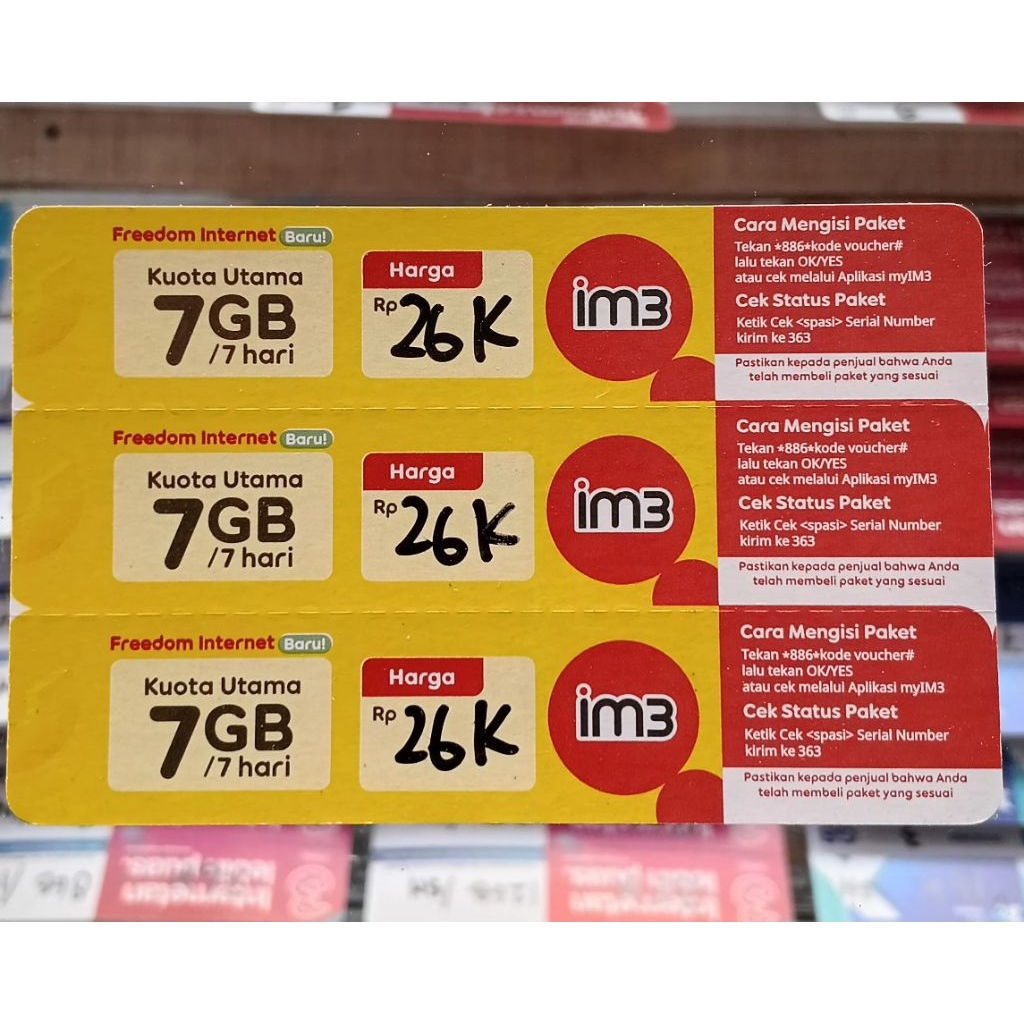 Freedom Internet Baru!
Kuota Utama
7GB
/7 hari
Harga
Rp 26K
im3
Cara Mengisi Paket
Tekan *886*kode voucher#
lalu tekan OK/YES
atau cek melalui Aplikasi myIM3
Cek Status Paket
Ketik Cek <spasi> Serial Number
kirim ke 363
Pastikan kepada penjual bahwa Anda
telah membeli paket yang sesuai
Freedom Internet Baru!
Kuota Utama
7GB
/7 hari
Harga
Rp 26K
im3
Cara Mengisi Paket
Tekan *886*kode voucher#
lalu tekan OK/YES
atau cek melalui Aplikasi myIM3
Cek Status Paket
Ketik Cek <spasi> Serial Number
kirim ke 363
Pastikan kepada penjual bahwa Anda
telah membeli paket yang sesuai
Freedom Internet Baru!
Kuota Utama
7GB
/7 hari
Harga
Rp 26K
im3
Cara Mengisi Paket
Tekan *886*kode voucher#
lalu tekan OK/YES
atau cek melalui Aplikasi myIM3
Cek Status Paket
Ketik Cek <spasi> Serial Number
kirim ke 363
Pastikan kepada penjual bahwa Anda
telah membeli paket yang sesuai